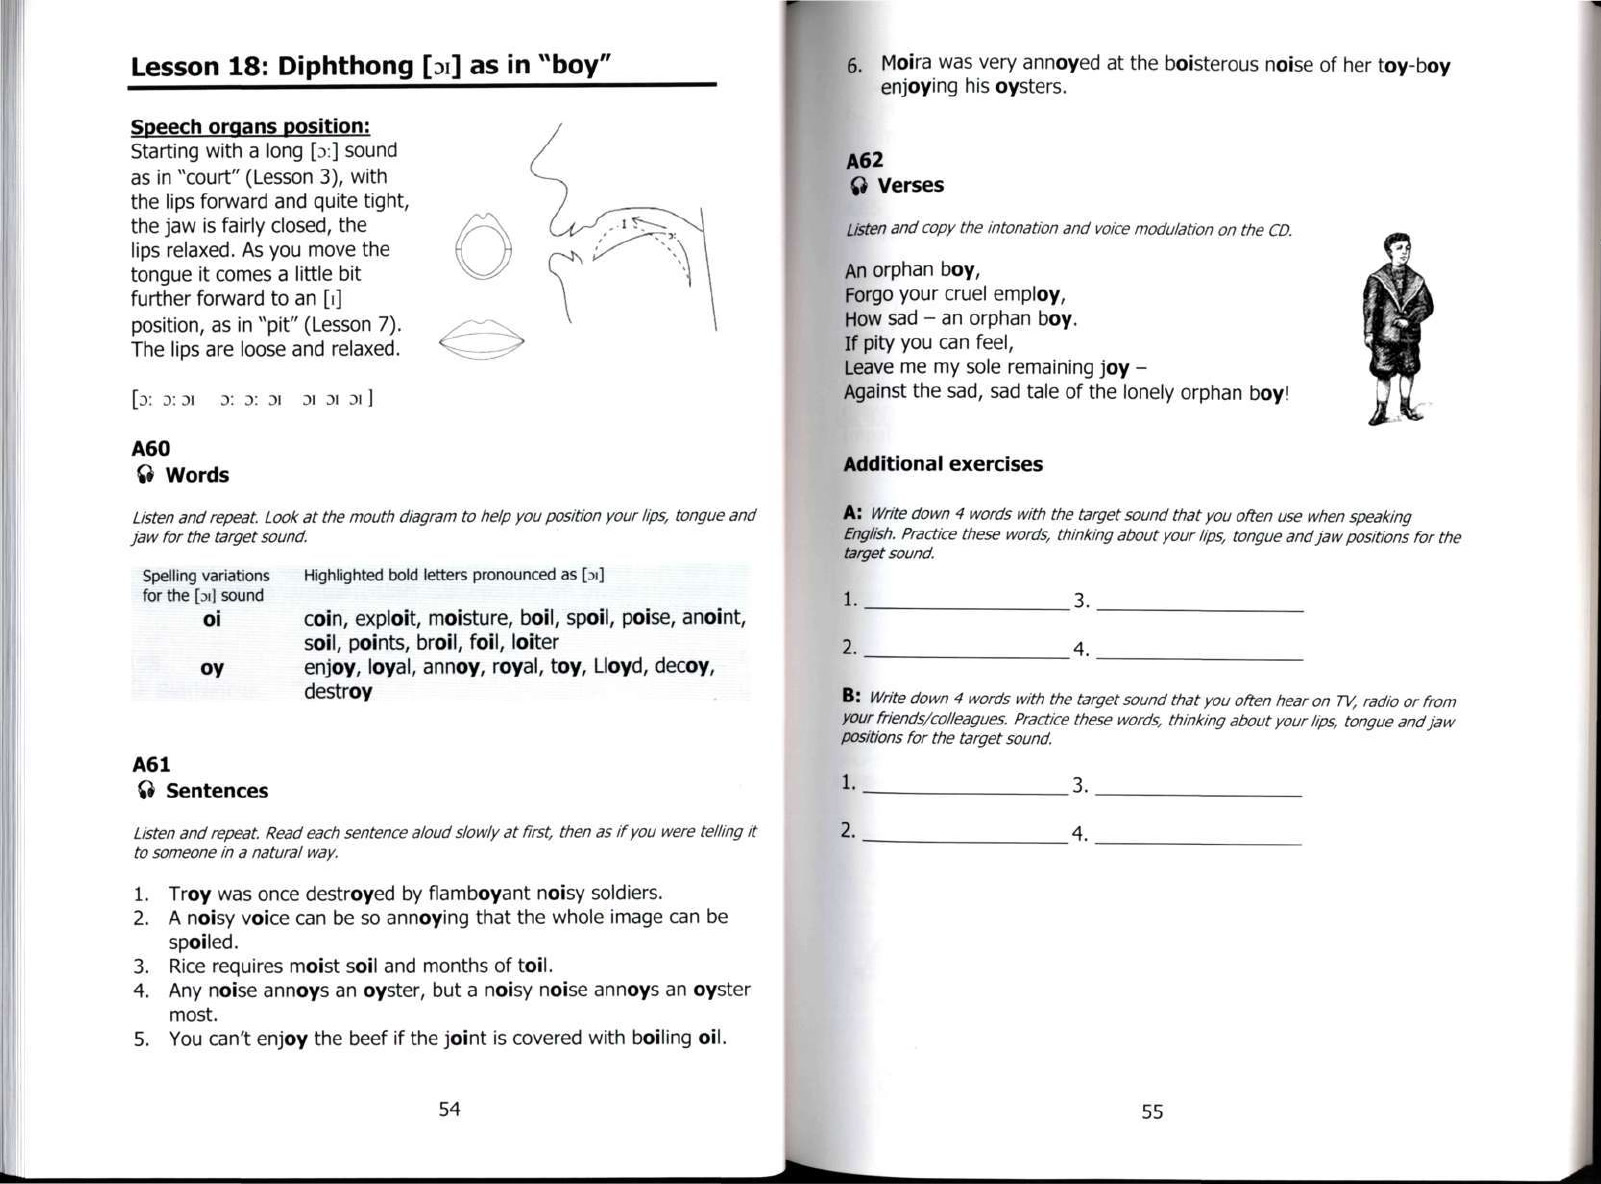 Lesson 18: Diphthong [ɔɪ] as in "boy"
Speech organs position:
Starting with a long [ɔ:] sound
as in "court" (Lesson 3), with
the lips forward and quite tight,
the jaw is fairly closed, the
lips relaxed. As you move the
tongue it comes a little bit
further forward to an [ɪ]
position, as in "pit" (Lesson 7).
The lips are loose and relaxed.
ɪ ɔ:
[ɔ: ɔ: ɔɪ ɔ: ɔ: ɔɪ ɔɪ ɔɪ ɔɪ]
A60
Words
Listen and repeat. Look at the mouth diagram to help you position your lips, tongue and
jaw for the target sound.
Spelling variations Highlighted bold letters pronounced as [ɔɪ]
for the [ɔɪ] sound
oi coin, exploit, moisture, boil, spoil, poise, anoint,
soil, points, broil, foil, loiter
oy enjoy, loyal, annoy, royal, toy, Lloyd, decoy,
destroy
A61
Sentences
Listen and repeat. Read each sentence aloud slowly at first, then as if you were telling it
to someone in a natural way.
1. Troy was once destroyed by flamboyant noisy soldiers.
2. A noisy voice can be so annoying that the whole image can be
spoiled.
3. Rice requires moist soil and months of toil.
4. Any noise annoys an oyster, but a noisy noise annoys an oyster
most.
5. You can't enjoy the beef if the joint is covered with boiling oil.
54
6. Moira was very annoyed at the boisterous noise of her toy-boy
enjoying his oysters.
A62
Verses
Listen and copy the intonation and voice modulation on the CD.
An orphan boy,
Forgo your cruel employ,
How sad – an orphan boy.
If pity you can feel,
Leave me my sole remaining joy –
Against the sad, sad tale of the lonely orphan boy!
Additional exercises
A: Write down 4 words with the target sound that you often use when speaking
English. Practice these words, thinking about your lips, tongue and jaw positions for the
target sound.
1. ____________________ 3. ____________________
2. ____________________ 4. ____________________
B: Write down 4 words with the target sound that you often hear on TV, radio or from
your friends/colleagues. Practice these words, thinking about your lips, tongue and jaw
positions for the target sound.
1. ____________________ 3. ____________________
2. ____________________ 4. ____________________
55